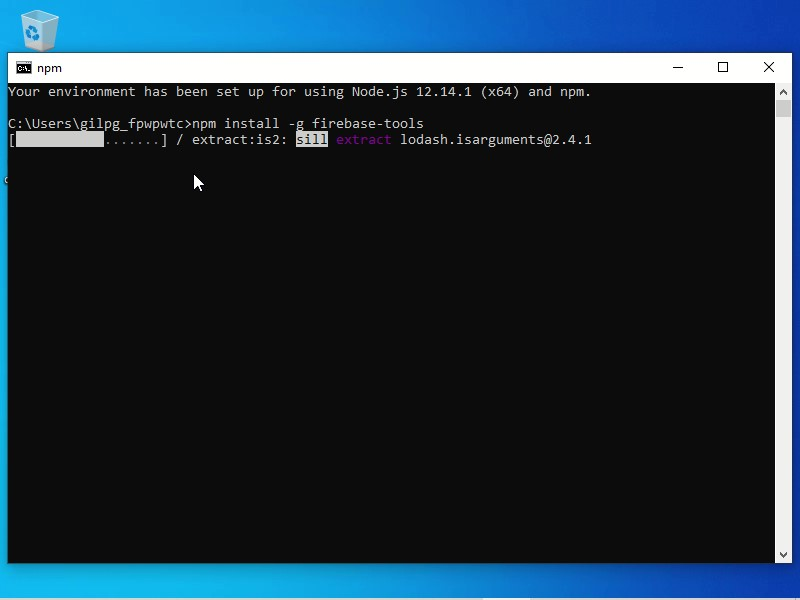 npm
Your environment has been set up for using Node.js 12.14.1 (x64) and npm.
C:\Users\gilpg_fpwpwtc>npm install -g firebase-tools
[ .......] / extract:is2: sill extract lodash.isarguments@2.4.1